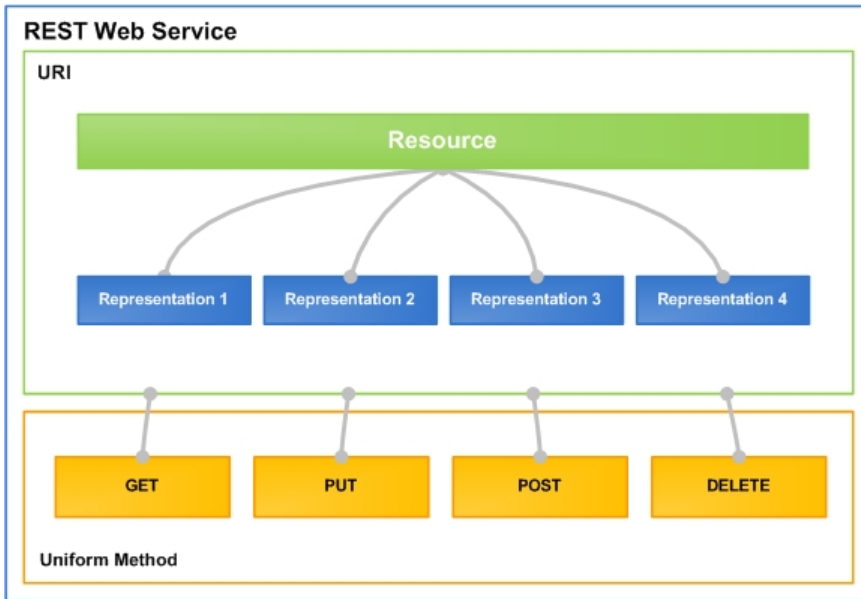 REST Web Service
URI
Resource
Representation 1
Representation 2
Representation 3
Representation 4
GET
PUT
POST
DELETE
Uniform Method